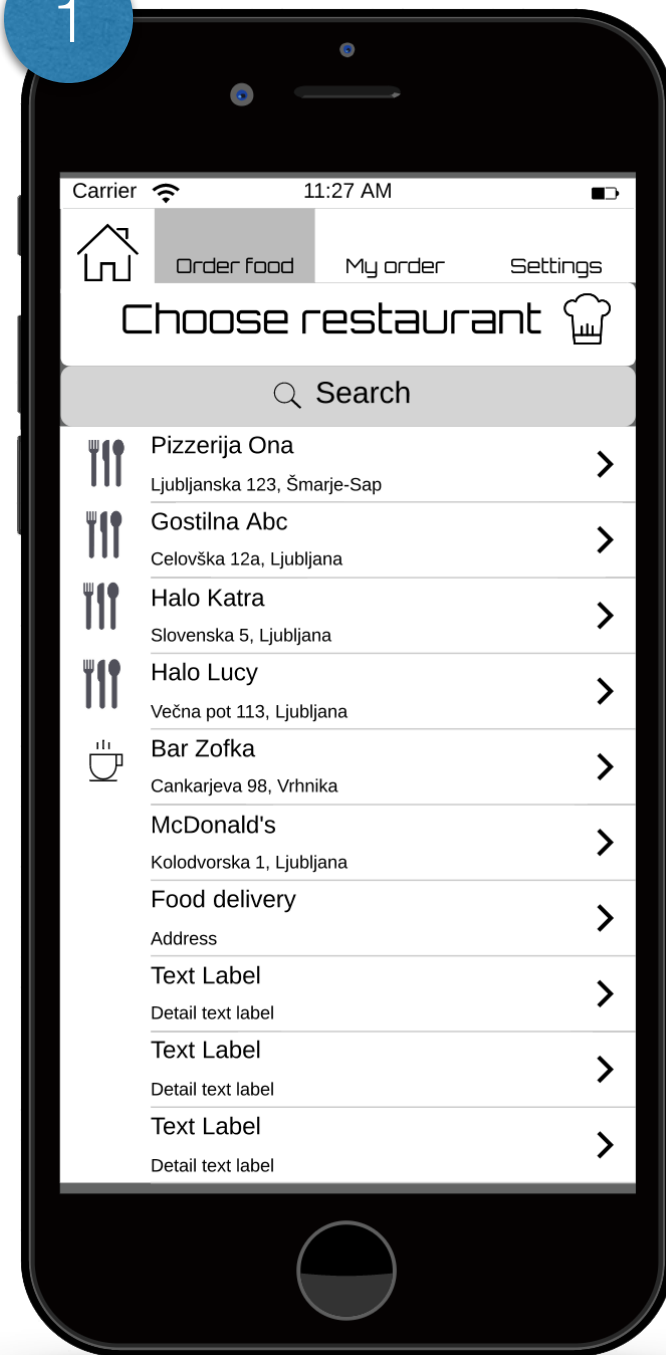 1
Carrier 11:27 AM
Order food My order Settings
Choose restaurant
Search
Pizzerija Ona
Ljubljanska 123, Šmarje-Sap
Gostilna Abc
Celovška 12a, Ljubljana
Halo Katra
Slovenska 5, Ljubljana
Halo Lucy
Večna pot 113, Ljubljana
Bar Zofka
Cankarjeva 98, Vrhnika
McDonald's
Kolodvorska 1, Ljubljana
Food delivery
Address
Text Label
Detail text label
Text Label
Detail text label
Text Label
Detail text label